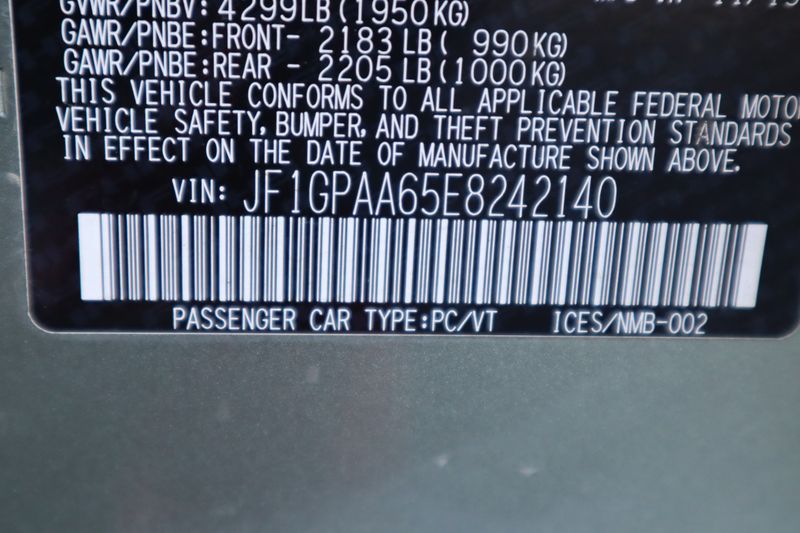 GVWR/PNBV: 4299LB (1950KG)
GAWR/PNBE:FRONT- 2183 LB ( 990KG)
GAWR/PNBE:REAR - 2205 LB (1000KG)
THIS VEHICLE CONFORMS TO ALL APPLICABLE FEDERAL MOTOR
VEHICLE SAFETY, BUMPER, AND THEFT PREVENTION STANDARDS
IN EFFECT ON THE DATE OF MANUFACTURE SHOWN ABOVE.
VIN: JF1GPAA65E8242140
PASSENGER CAR TYPE:PC/VT ICES/NMB-002